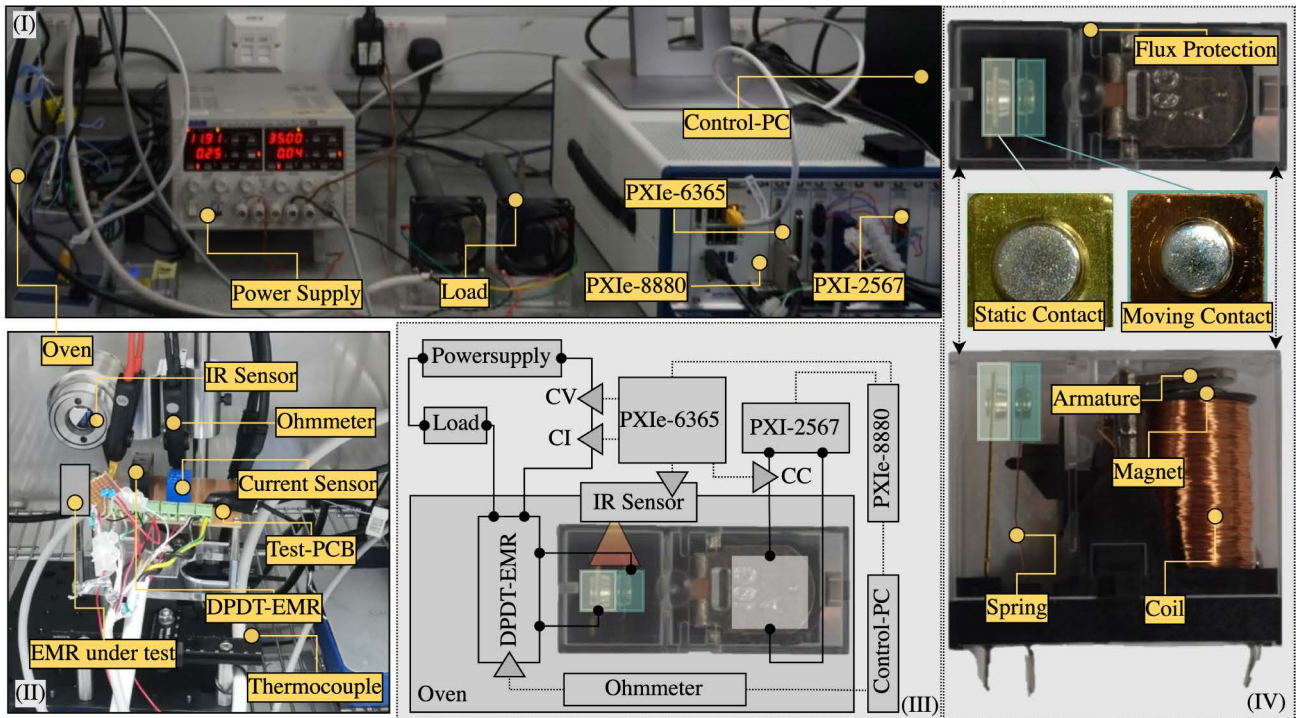 (I)
11.91
35.00
0.25
0.04
Control-PC
PXIe-6365
PXIe-8880
PXI-2567
Power Supply
Load
Oven
IR Sensor
Ohmmeter
Current Sensor
Test-PCB
DPDT-EMR
EMR under test
Thermocouple
(II)
Powersupply
Load
CV
CI
PXIe-6365
PXI-2567
PXIe-8880
CC
IR Sensor
DPDT-EMR
Oven
Ohmmeter
Control-PC
(III)
Flux Protection
Static Contact
Moving Contact
Armature
Magnet
Spring
Coil
(IV)